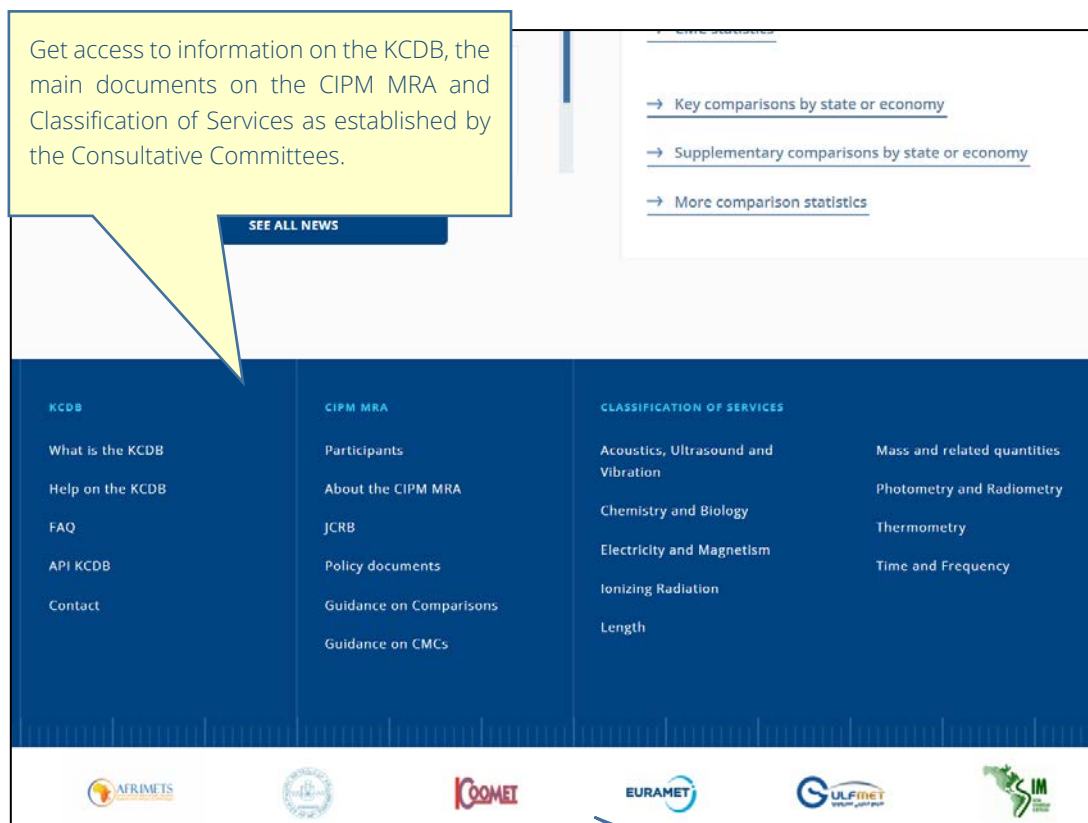 Get access to information on the KCDB, the
main documents on the CIPM MRA and
Classification of Services as established by
the Consultative Committees.
→ Key comparisons by state or economy
→ Supplementary comparisons by state or economy
→ More comparison statistics
SEE ALL NEWS
KCDB
What is the KCDB
Help on the KCDB
FAQ
API KCDB
Contact
CIPM MRA
Participants
About the CIPM MRA
JCRB
Policy documents
Guidance on Comparisons
Guidance on CMCs
CLASSIFICATION OF SERVICES
Acoustics, Ultrasound and
Vibration
Chemistry and Biology
Electricity and Magnetism
Ionizing Radiation
Length
Mass and related quantities
Photometry and Radiometry
Thermometry
Time and Frequency
AFRIMETS
COOMET
EURAMET
GULFMET
SIM